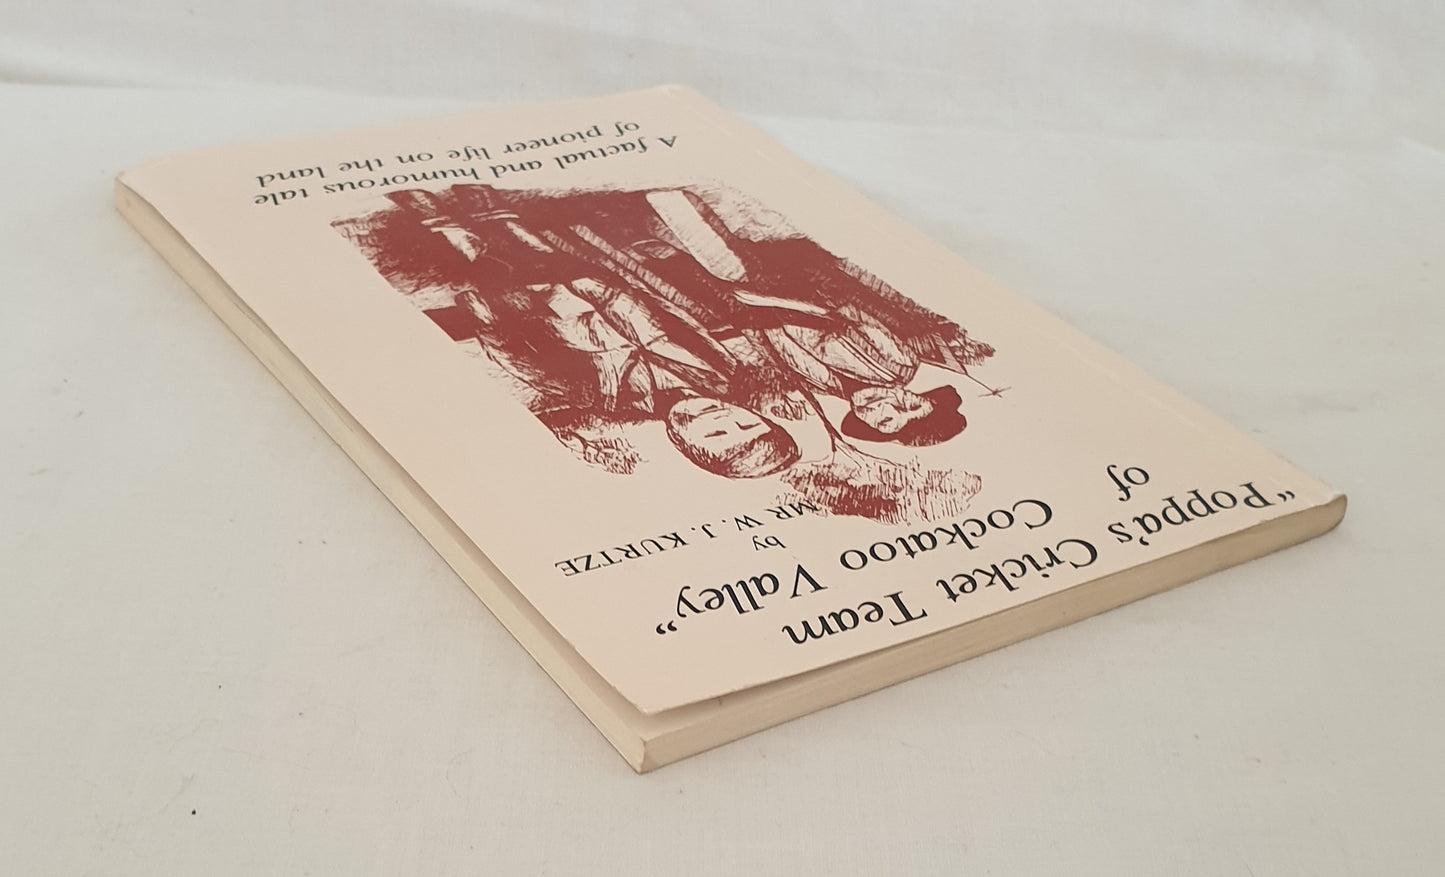 “Poppa's Cricket Team
of
Cockatoo Valley”
by
MR W. J. KURTZE
A factual and humorous tale
of pioneer life on the land